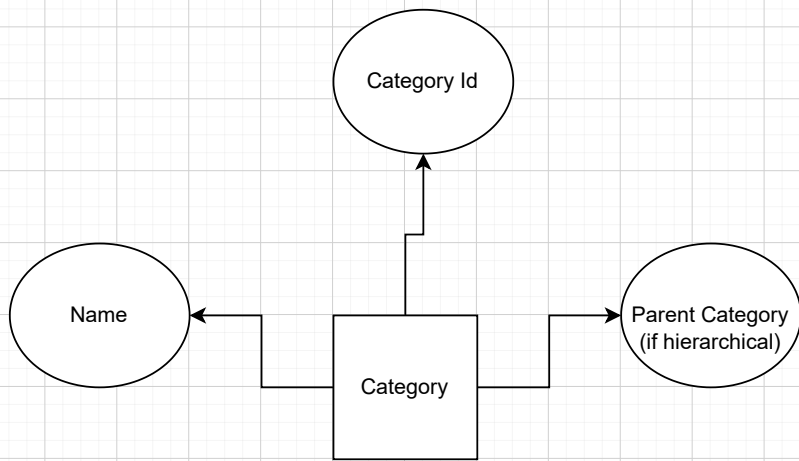 Category Id
Name
Parent Category
(if hierarchical)
Category